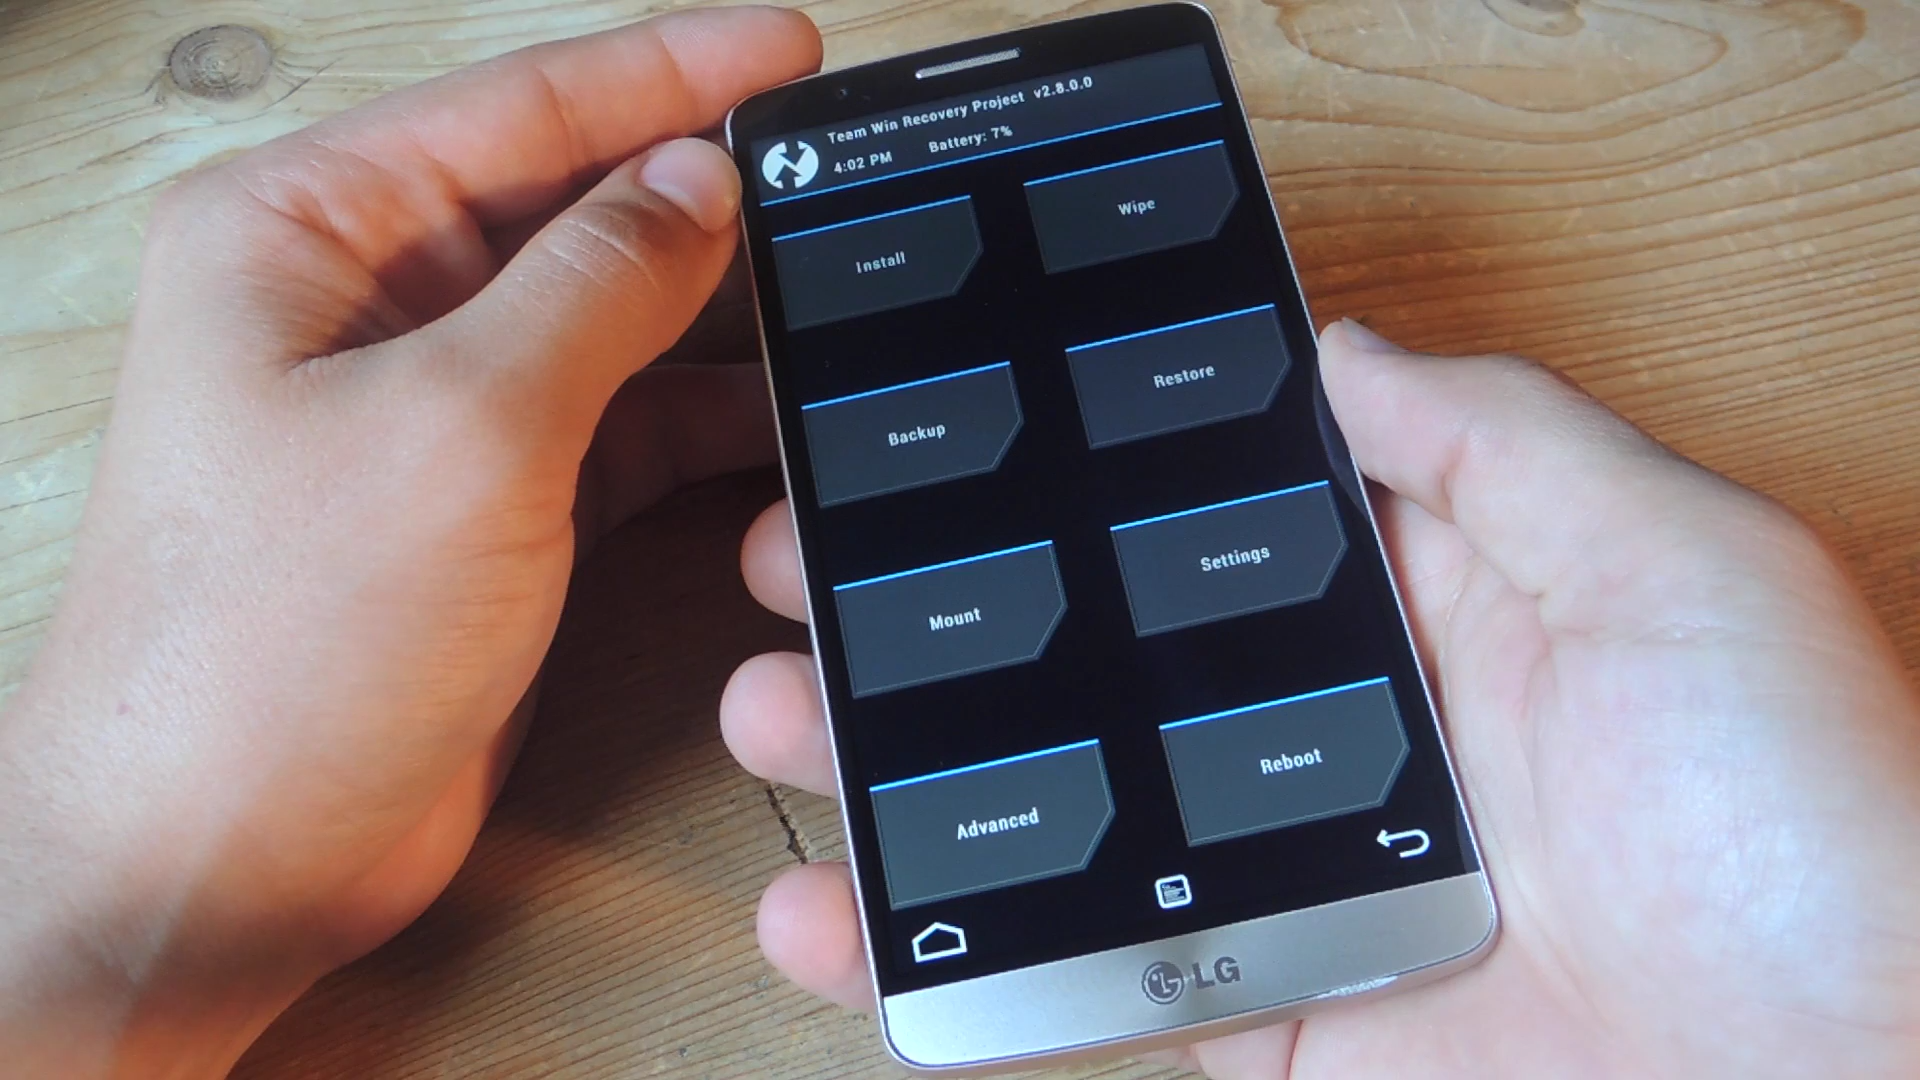 Team Win Recovery Project v2.8.0.0
4:02 PM Battery: 7%
Install
Wipe
Backup
Restore
Mount
Settings
Advanced
Reboot
LG